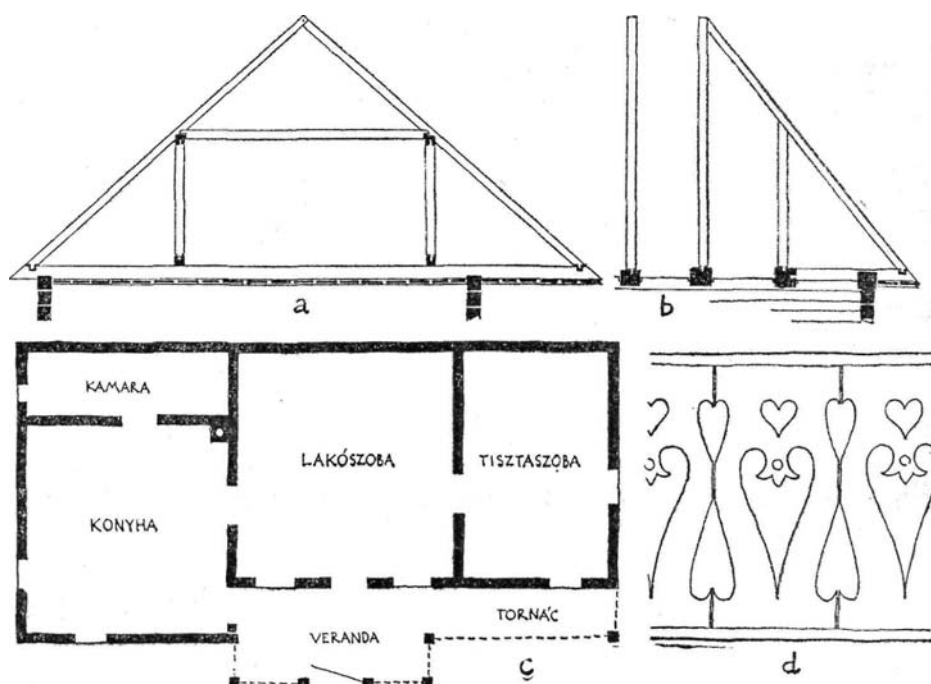 a
b
KAMARA
LAKÓSZOBA
TISZTASZOBA
KONYHA
TORNÁC
VERANDA
c
d